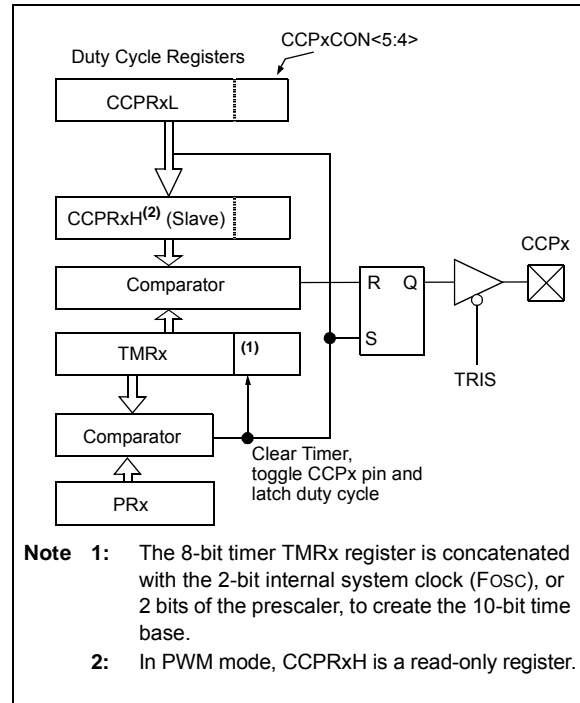 CCPxCON<5:4>
Duty Cycle Registers
CCPRxL
CCPRxH(2) (Slave)
CCPx
Comparator
R Q
TMRx
(1)
S
TRIS
Comparator
Clear Timer,
toggle CCPx pin and
latch duty cycle
PRx
Note 1: The 8-bit timer TMRx register is concatenated
with the 2-bit internal system clock (FOSC), or
2 bits of the prescaler, to create the 10-bit time
base.
2: In PWM mode, CCPRxH is a read-only register.